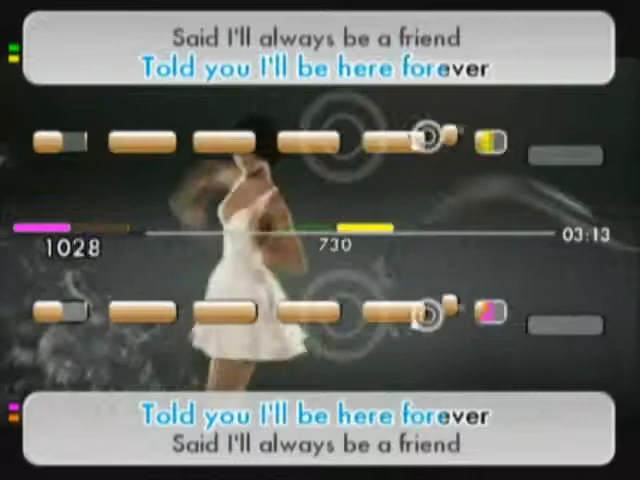 Said I'll always be a friend
Told you I'll be here forever
03:13
1028
730
Told you I'll be here forever
Said I'll always be a friend